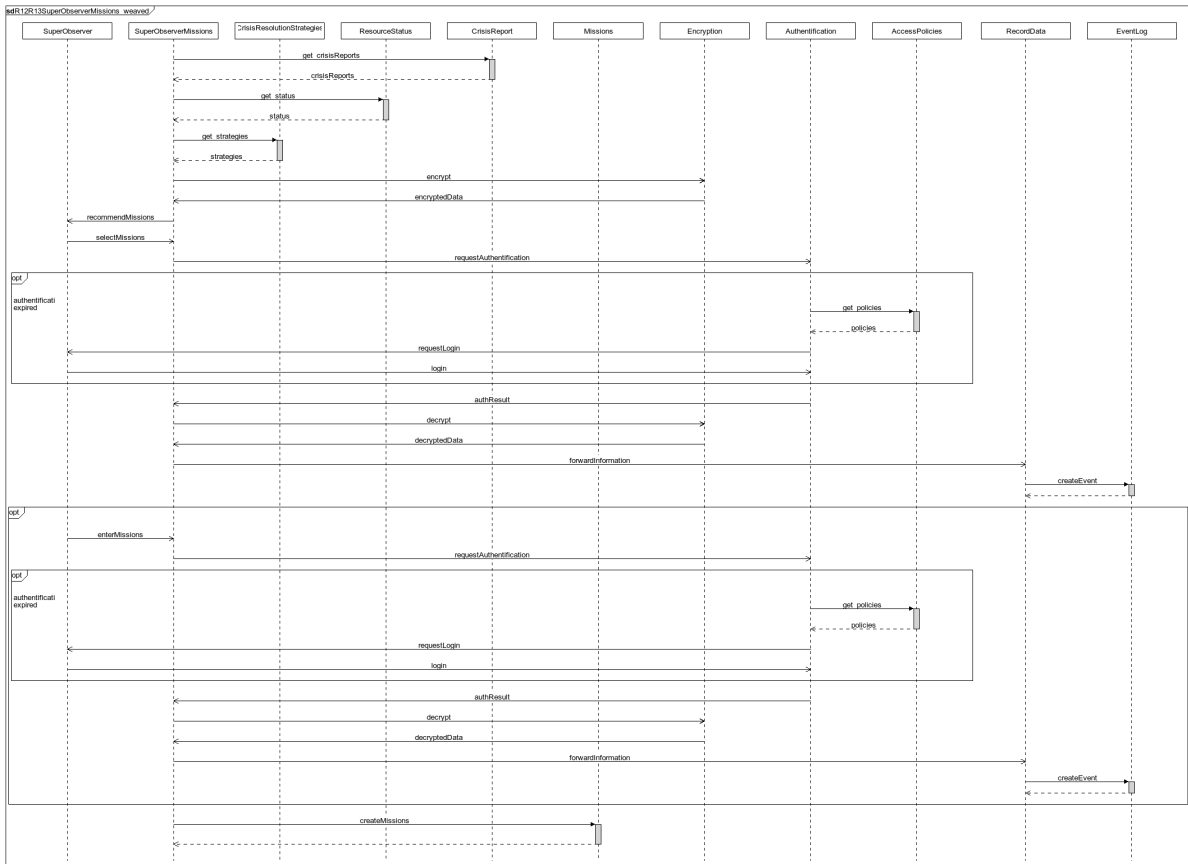 sdR12R13SuperObserverMissions_weaved
SuperObserver
SuperObserverMissions
CrisisResolutionStrategies
ResourceStatus
CrisisReport
Missions
Encryption
Authentification
AccessPolicies
RecordData
EventLog
get_crisisReports
crisisReports
get_status
status
get_strategies
strategies
encrypt
encryptedData
recommendMissions
selectMissions
requestAuthentification
opt
authentificati
expired
get_policies
policies
requestLogin
login
authResult
decrypt
decryptedData
forwardInformation
createEvent
opt
enterMissions
requestAuthentification
opt
authentificati
expired
get_policies
policies
requestLogin
login
authResult
decrypt
decryptedData
forwardInformation
createEvent
createMissions